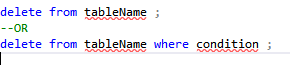 delete from tableName ;
--OR
delete from tableName where condition ;